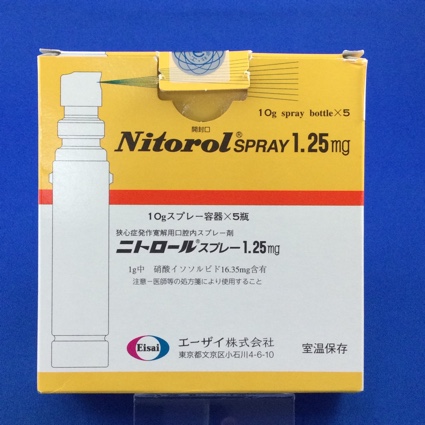 10g spray bottle×5
開封口
Nitorol® SPRAY 1.25mg
10gスプレー容器×5瓶
狭心症発作寛解用口腔内スプレー剤
ニトロール®スプレー1.25mg
1g中 硝酸イソソルビド16.35mg含有
注意－医師等の処方箋により使用すること
Eisai エーザイ株式会社
東京都文京区小石川4-6-10
室温保存